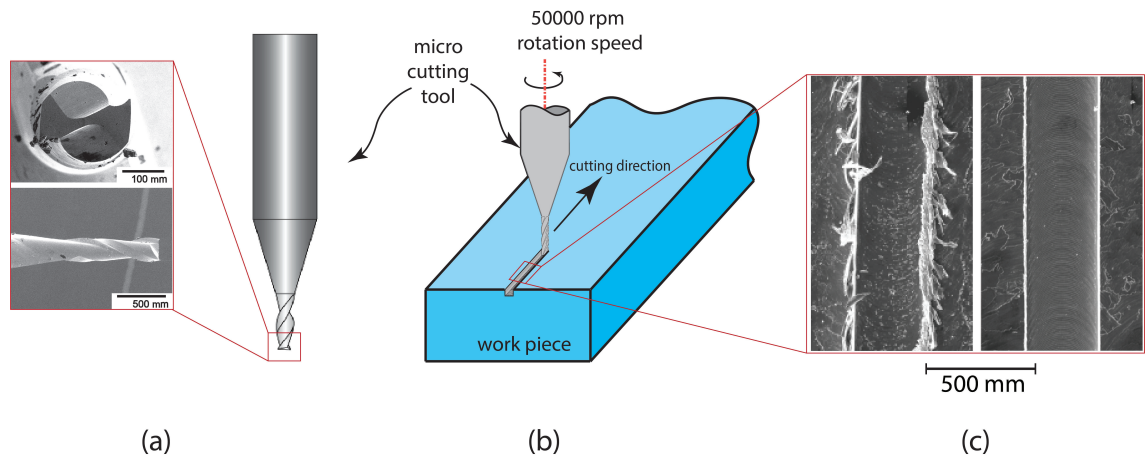 100 mm
500 mm
micro
cutting
tool
50000 rpm
rotation speed
cutting direction
work piece
500 mm
(a)
(b)
(c)